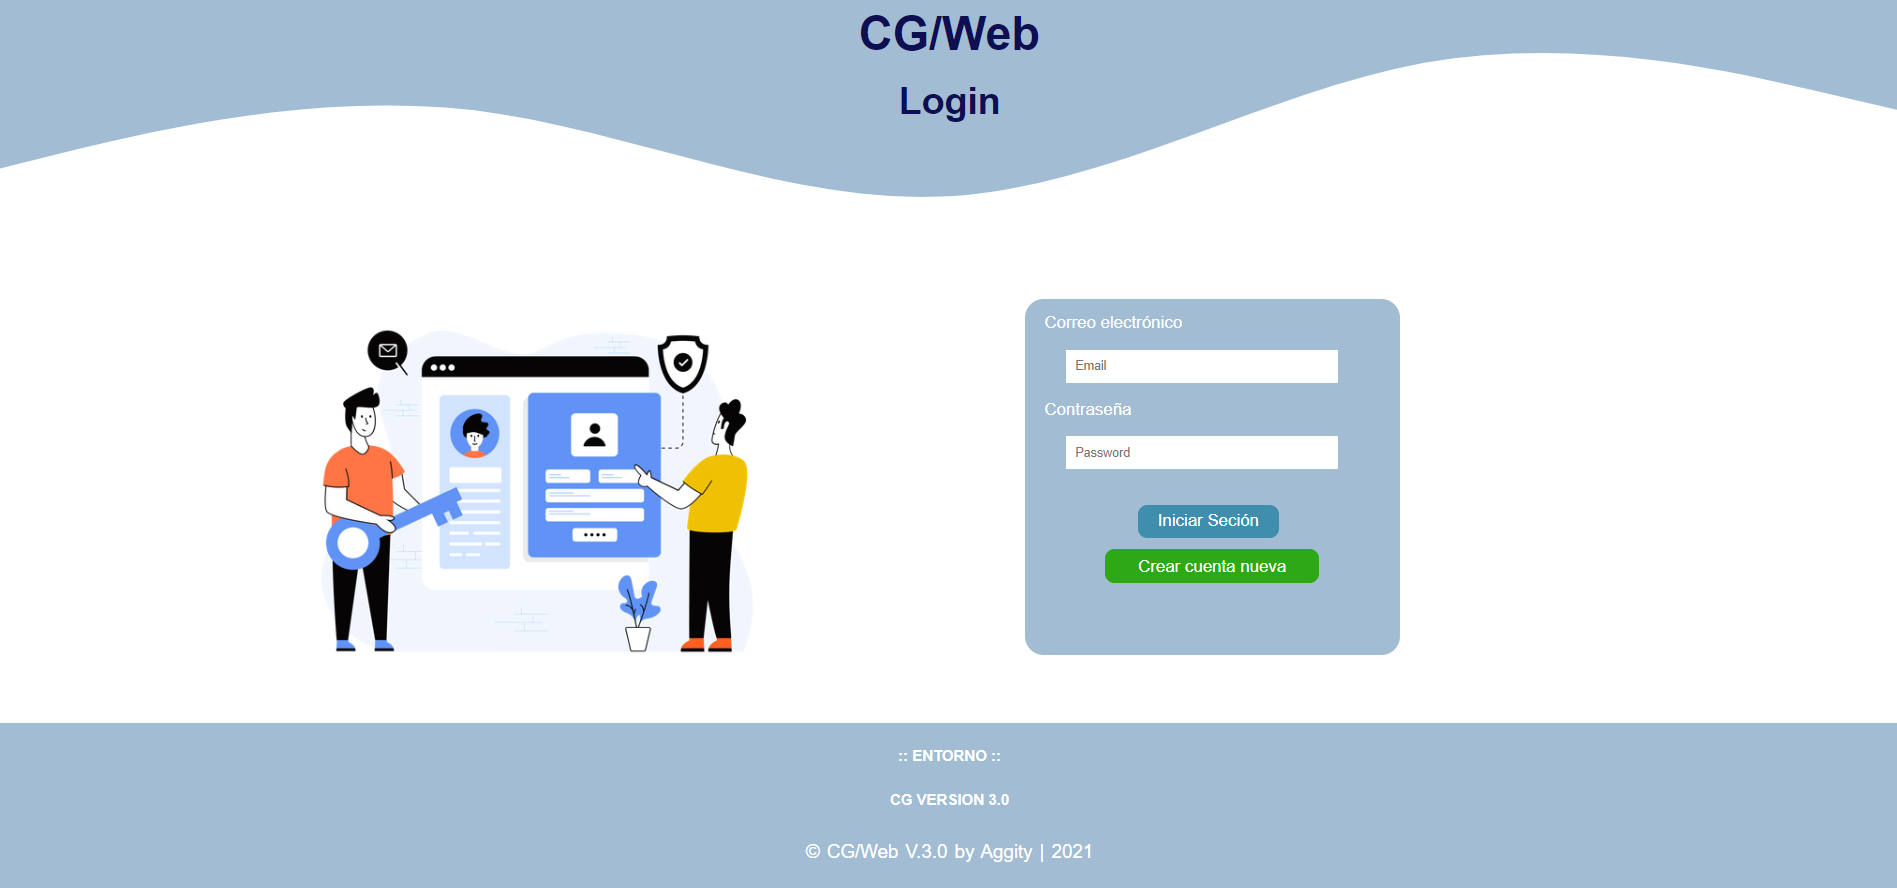 CG/Web
Login
Correo electrónico
Email
Contraseña
Password
Iniciar Seción
Crear cuenta nueva
:: ENTORNO ::
CG VERSION 3.0
© CG/Web V.3.0 by Aggity | 2021